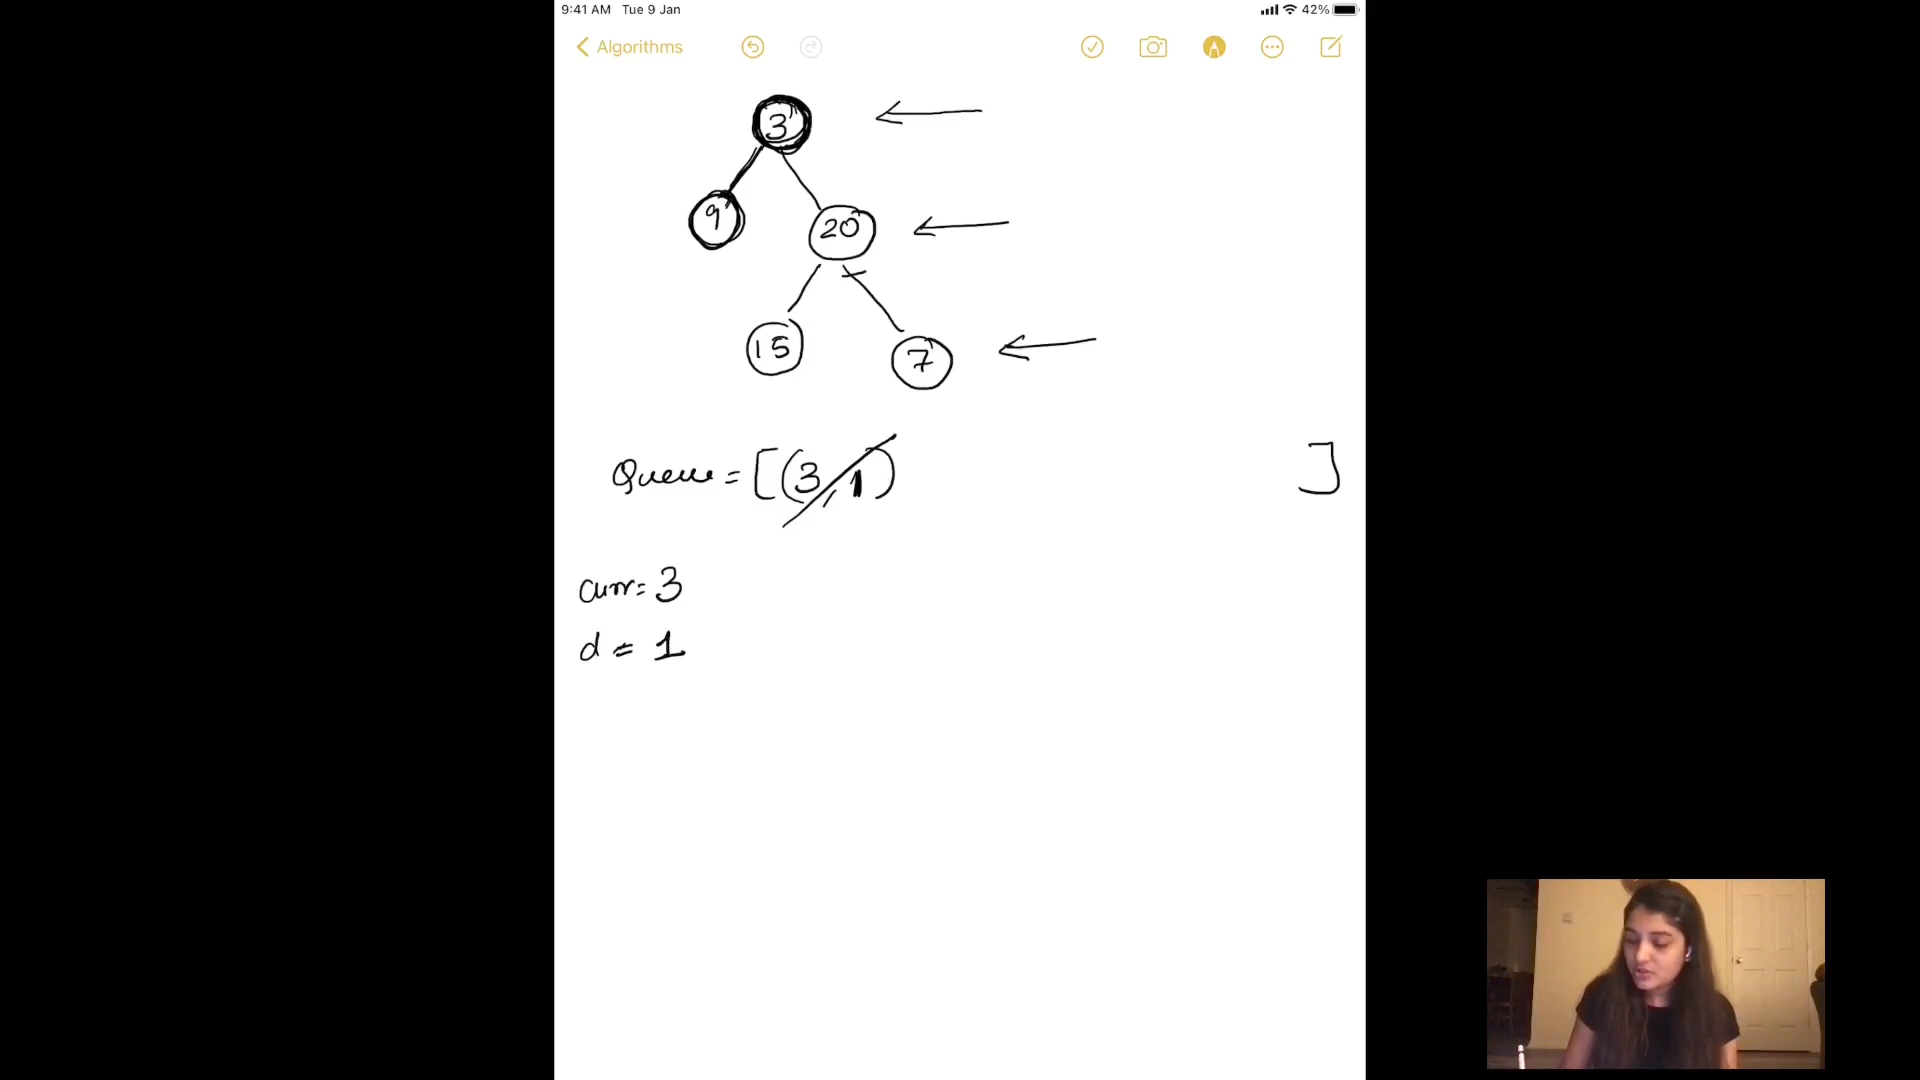 9:41 AM Tue 9 Jan
42%
Algorithms
3
9
20
15
7
Queue = [(3, 1) ]
curr = 3
d = 1